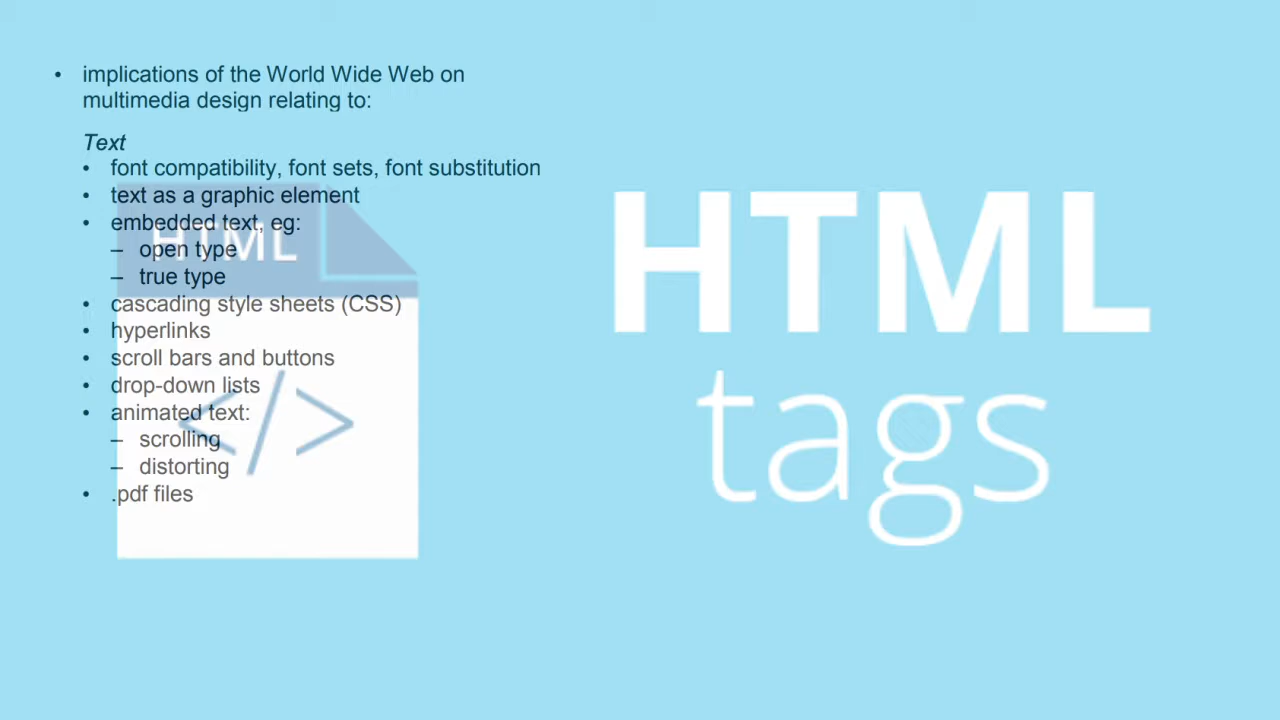 • implications of the World Wide Web on
multimedia design relating to:
Text
• font compatibility, font sets, font substitution
• text as a graphic element
• embedded text, eg:
– open type
– true type
• cascading style sheets (CSS)
• hyperlinks
• scroll bars and buttons
• drop-down lists
• animated text:
– scrolling
– distorting
• .pdf files
HTML
</>
HTML
tags